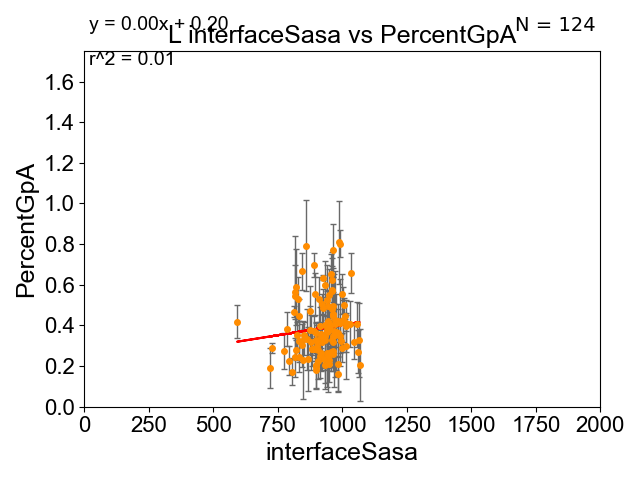 y = 0.00x + 0.20
L interfaceSasa vs PercentGpA
N = 124
r^2 = 0.01
PercentGpA
1.6
1.4
1.2
1.0
0.8
0.6
0.4
0.2
0.0
0 250 500 750 1000 1250 1500 1750 2000
interfaceSasa